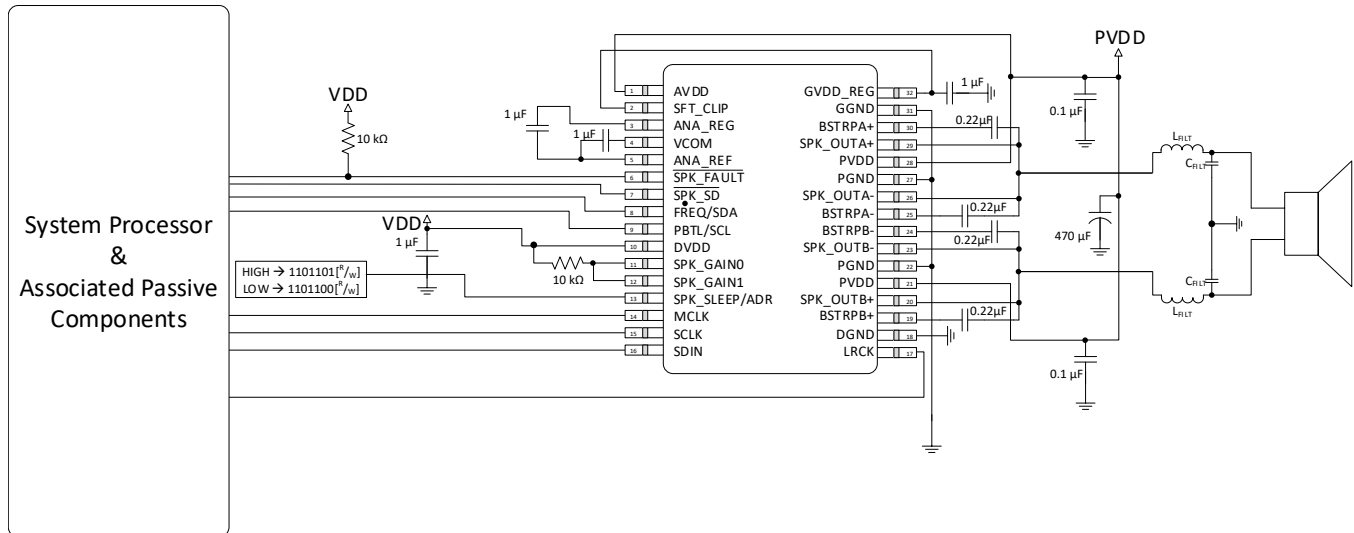 System Processor
&
Associated Passive
Components
VDD
10 kΩ
1 µF
1 µF
VDD
1 µF
10 kΩ
HIGH → 1101101[R/W]
LOW → 1101100[R/W]
1 AVDD
2 SFT_CLIP
3 ANA_REG
4 VCOM
5 ANA_REF
6 SPK_FAULT
7 SPK_SD
8 FREQ/SDA
9 PBTL/SCL
10 DVDD
11 SPK_GAIN0
12 SPK_GAIN1
13 SPK_SLEEP/ADR
14 MCLK
15 SCLK
16 SDIN
GVDD_REG 32
GGND 31
BSTRPA+ 30
SPK_OUTA+ 29
PVDD 28
PGND 27
SPK_OUTA- 26
BSTRPA- 25
BSTRPB- 24
SPK_OUTB- 23
PGND 22
PVDD 21
SPK_OUTB+ 20
BSTRPB+ 19
DGND 18
LRCK 17
1 µF
0.22µF
0.22µF
0.22µF
0.22µF
PVDD
0.1 µF
470 µF
0.1 µF
LFILT
CFILT
CFILT
LFILT